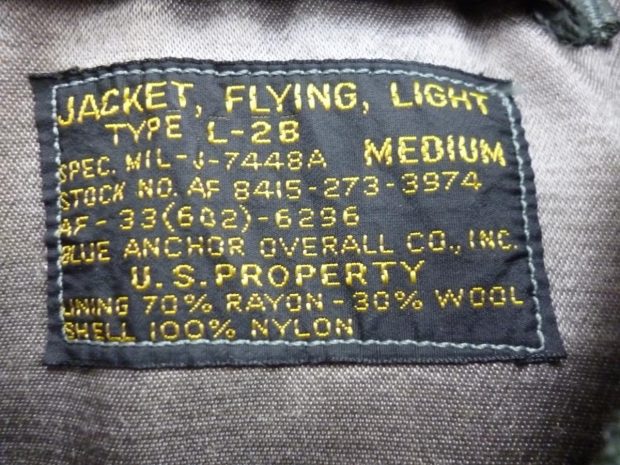 JACKET, FLYING, LIGHT
TYPE L-2B
SPEC. MIL-J-7448A MEDIUM
STOCK NO. AF 8415-273-3974
AF-33(602)-6296
BLUE ANCHOR OVERALL CO., INC.
U.S. PROPERTY
LINING 70% RAYON-30% WOOL
SHELL 100% NYLON